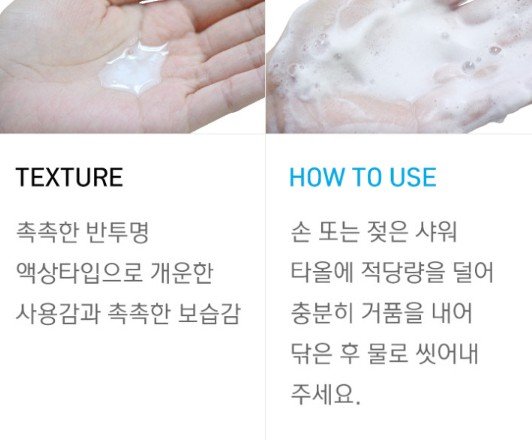 TEXTURE
촉촉한 반투명
액상타입으로 개운한
사용감과 촉촉한 보습감
HOW TO USE
손 또는 젖은 샤워
타올에 적당량을 덜어
충분히 거품을 내어
닦은 후 물로 씻어내
주세요.